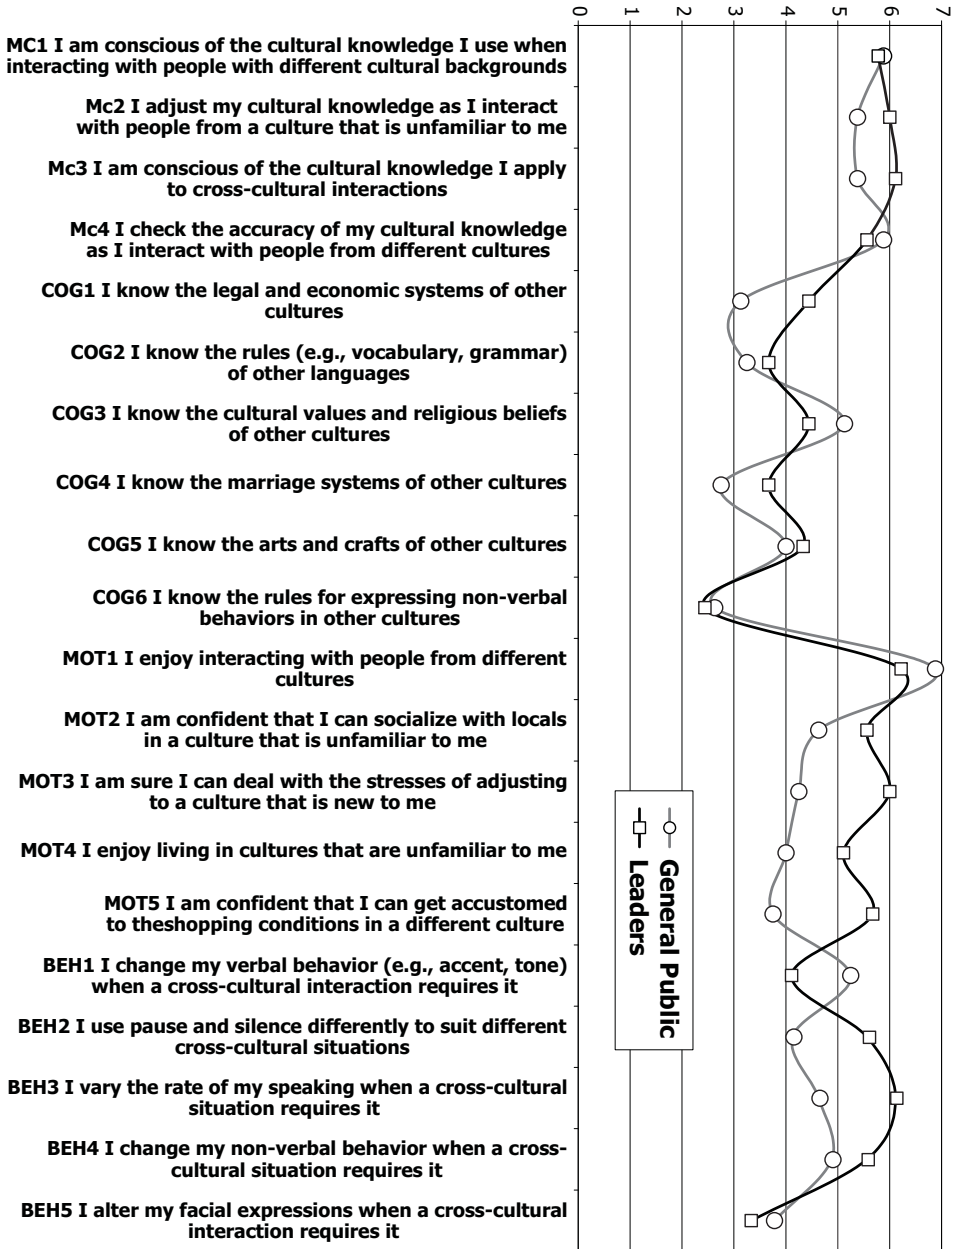 0 1 2 3 4 5 6 7
MC1 I am conscious of the cultural knowledge I use when
interacting with people with different cultural backgrounds
Mc2 I adjust my cultural knowledge as I interact
with people from a culture that is unfamiliar to me
Mc3 I am conscious of the cultural knowledge I apply
to cross-cultural interactions
Mc4 I check the accuracy of my cultural knowledge
as I interact with people from different cultures
COG1 I know the legal and economic systems of other
cultures
COG2 I know the rules (e.g., vocabulary, grammar)
of other languages
COG3 I know the cultural values and religious beliefs
of other cultures
COG4 I know the marriage systems of other cultures
COG5 I know the arts and crafts of other cultures
COG6 I know the rules for expressing non-verbal
behaviors in other cultures
MOT1 I enjoy interacting with people from different
cultures
MOT2 I am confident that I can socialize with locals
in a culture that is unfamiliar to me
MOT3 I am sure I can deal with the stresses of adjusting
to a culture that is new to me
MOT4 I enjoy living in cultures that are unfamiliar to me
MOT5 I am confident that I can get accustomed
to theshopping conditions in a different culture
BEH1 I change my verbal behavior (e.g., accent, tone)
when a cross-cultural interaction requires it
BEH2 I use pause and silence differently to suit different
cross-cultural situations
BEH3 I vary the rate of my speaking when a cross-cultural
situation requires it
BEH4 I change my non-verbal behavior when a cross-
cultural situation requires it
BEH5 I alter my facial expressions when a cross-cultural
interaction requires it
General Public
Leaders